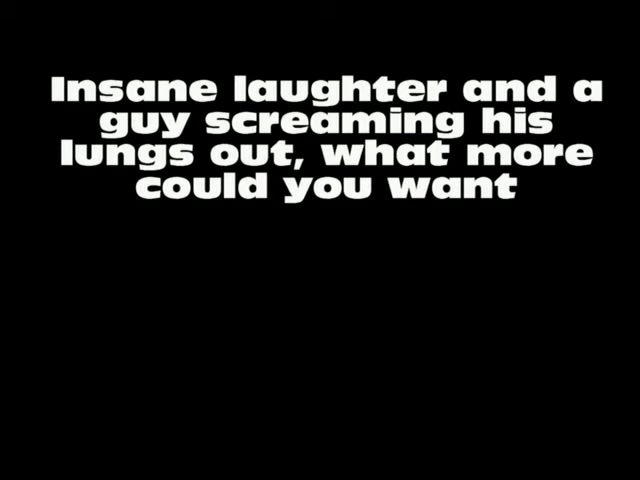 Insane laughter and a
guy screaming his
lungs out, what more
could you want